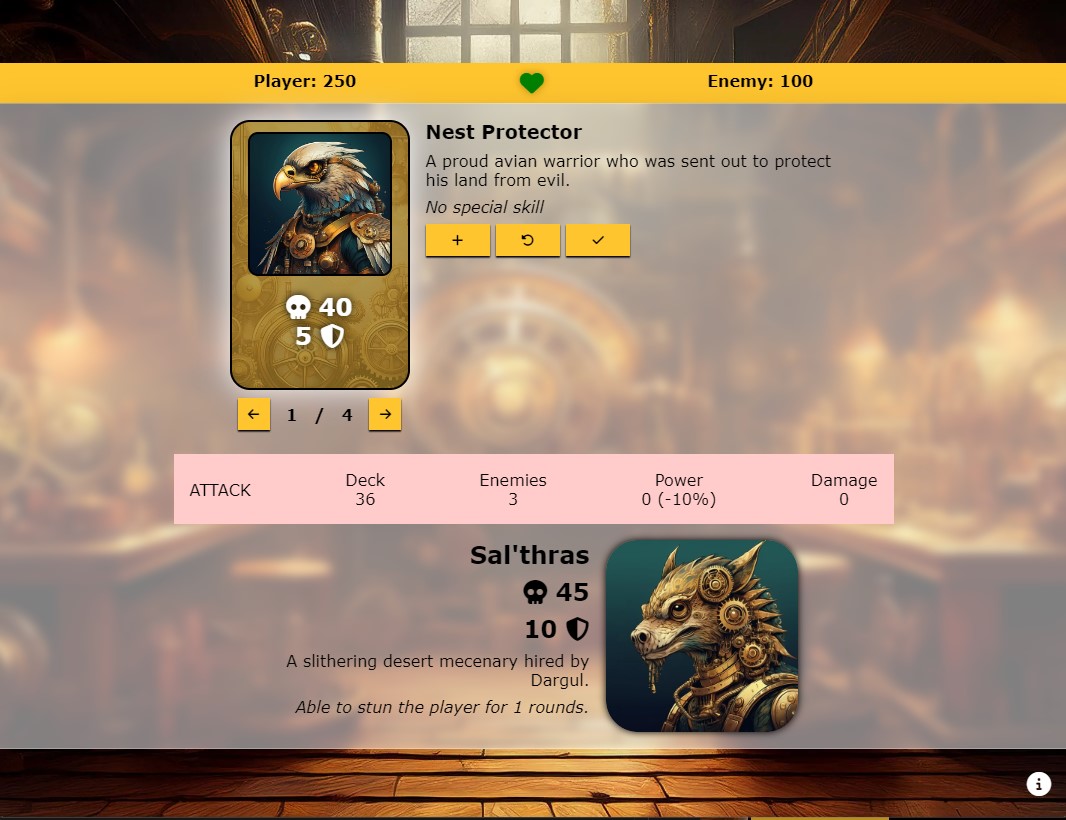 Player: 250
Enemy: 100
Nest Protector
A proud avian warrior who was sent out to protect
his land from evil.
No special skill
40
5
1 / 4
ATTACK
Deck
36
Enemies
3
Power
0 (-10%)
Damage
0
Sal'thras
45
10
A slithering desert mecenary hired by
Dargul.
Able to stun the player for 1 rounds.